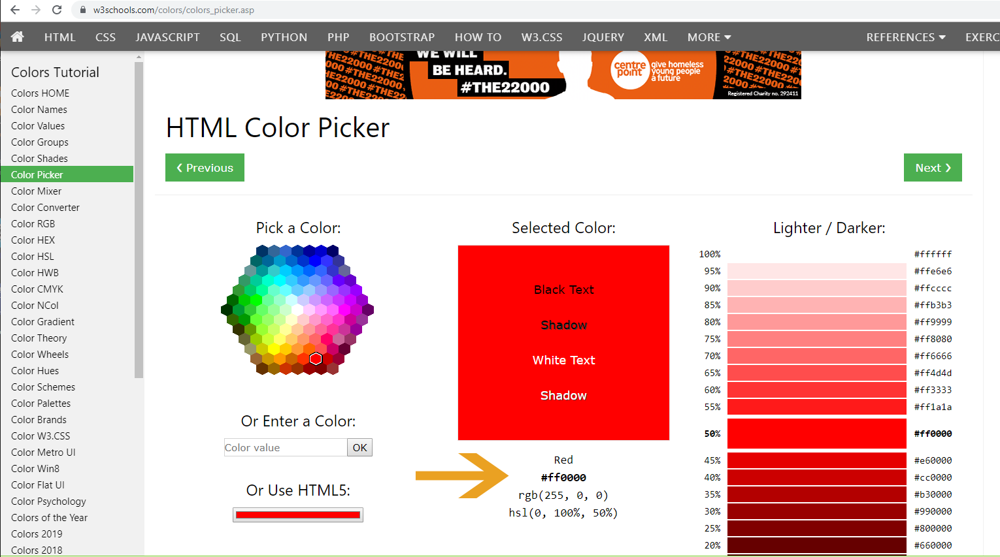 w3schools.com/colors/colors_picker.asp
HTML CSS JAVASCRIPT SQL PYTHON PHP BOOTSTRAP HOW TO W3.CSS JQUERY XML MORE REFERENCES EXERC
WE WILL
BE HEARD.
#THE22000
centre
point
give homeless
young people
a future
Registered Charity no. 292411
Colors Tutorial
Colors HOME
Color Names
Color Values
Color Groups
Color Shades
Color Picker
Color Mixer
Color Converter
Color RGB
Color HEX
Color HSL
Color HWB
Color CMYK
Color NCol
Color Gradient
Color Theory
Color Wheels
Color Hues
Color Schemes
Color Palettes
Color Brands
Color W3.CSS
Color Metro UI
Color Win8
Color Flat UI
Color Psychology
Colors of the Year
Colors 2019
Colors 2018
HTML Color Picker
❮ Previous
Next ❯
Pick a Color:
Or Enter a Color:
Color value OK
Or Use HTML5:
Selected Color:
Black Text
Shadow
White Text
Shadow
Red
#ff0000
rgb(255, 0, 0)
hsl(0, 100%, 50%)
Lighter / Darker:
100% #ffffff
95% #ffe6e6
90% #ffcccc
85% #ffb3b3
80% #ff9999
75% #ff8080
70% #ff6666
65% #ff4d4d
60% #ff3333
55% #ff1a1a
50% #ff0000
45% #e60000
40% #cc0000
35% #b30000
30% #990000
25% #800000
20% #660000